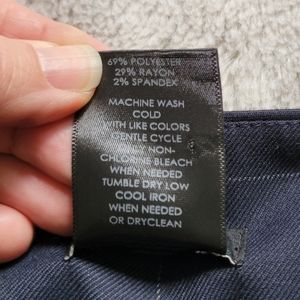 69% POLYESTER
29% RAYON
2% SPANDEX
MACHINE WASH
COLD
WITH LIKE COLORS
GENTLE CYCLE
ONLY NON-
CHLORINE BLEACH
WHEN NEEDED
TUMBLE DRY LOW
COOL IRON
WHEN NEEDED
OR DRYCLEAN